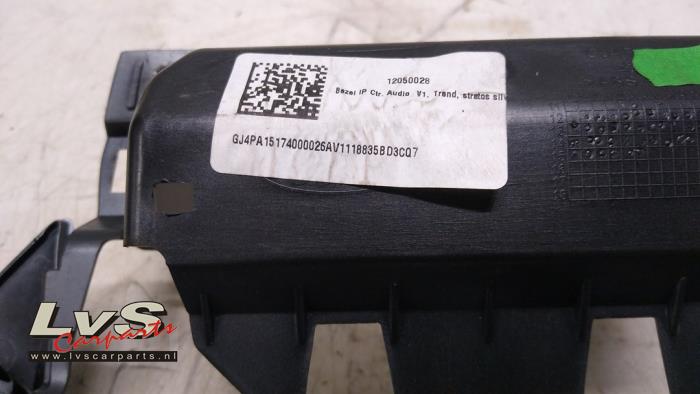 12050028
Bezel IP Ctr. Audio V1, Trend, stratos silv
GJ4PA15174000026AV1118835BD3CQ7
LvS
Carparts
www.lvscarparts.nl